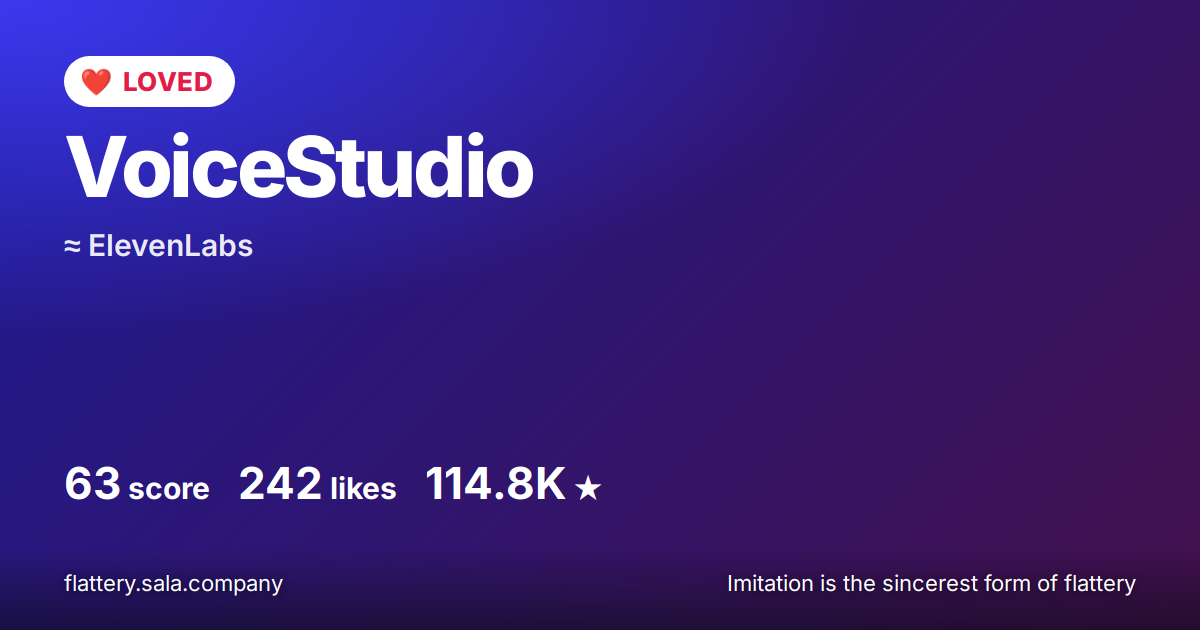 ❤️ LOVED
VoiceStudio
≈ ElevenLabs
63 score 242 likes 114.8K ★
flattery.sala.company
Imitation is the sincerest form of flattery